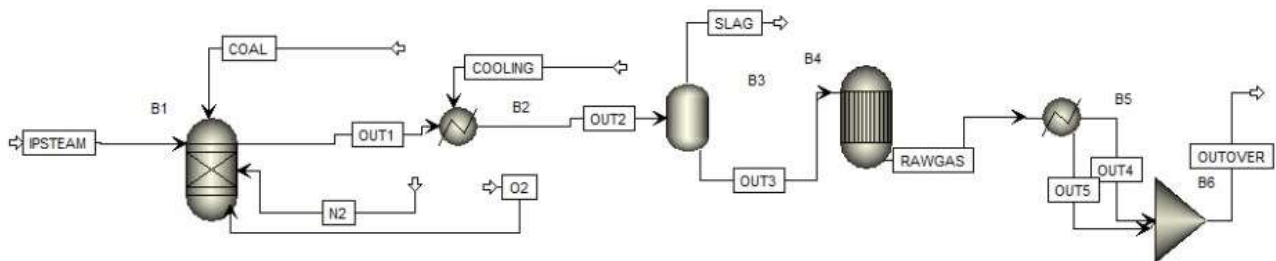 SLAG
COAL
COOLING
B3
B4
B1
B2
B5
IPSTEAM
OUT1
OUT2
OUT3
RAWGAS
OUT4
OUT5
OUTOVER
B6
N2
O2